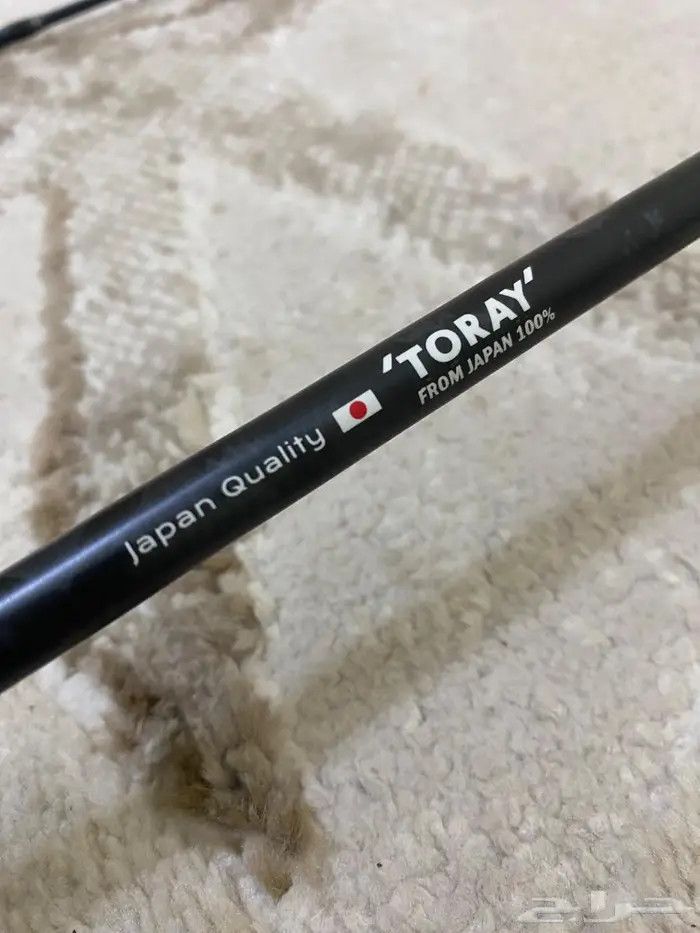 Japan Quality
'TORAY'
FROM JAPAN 100%
حراج